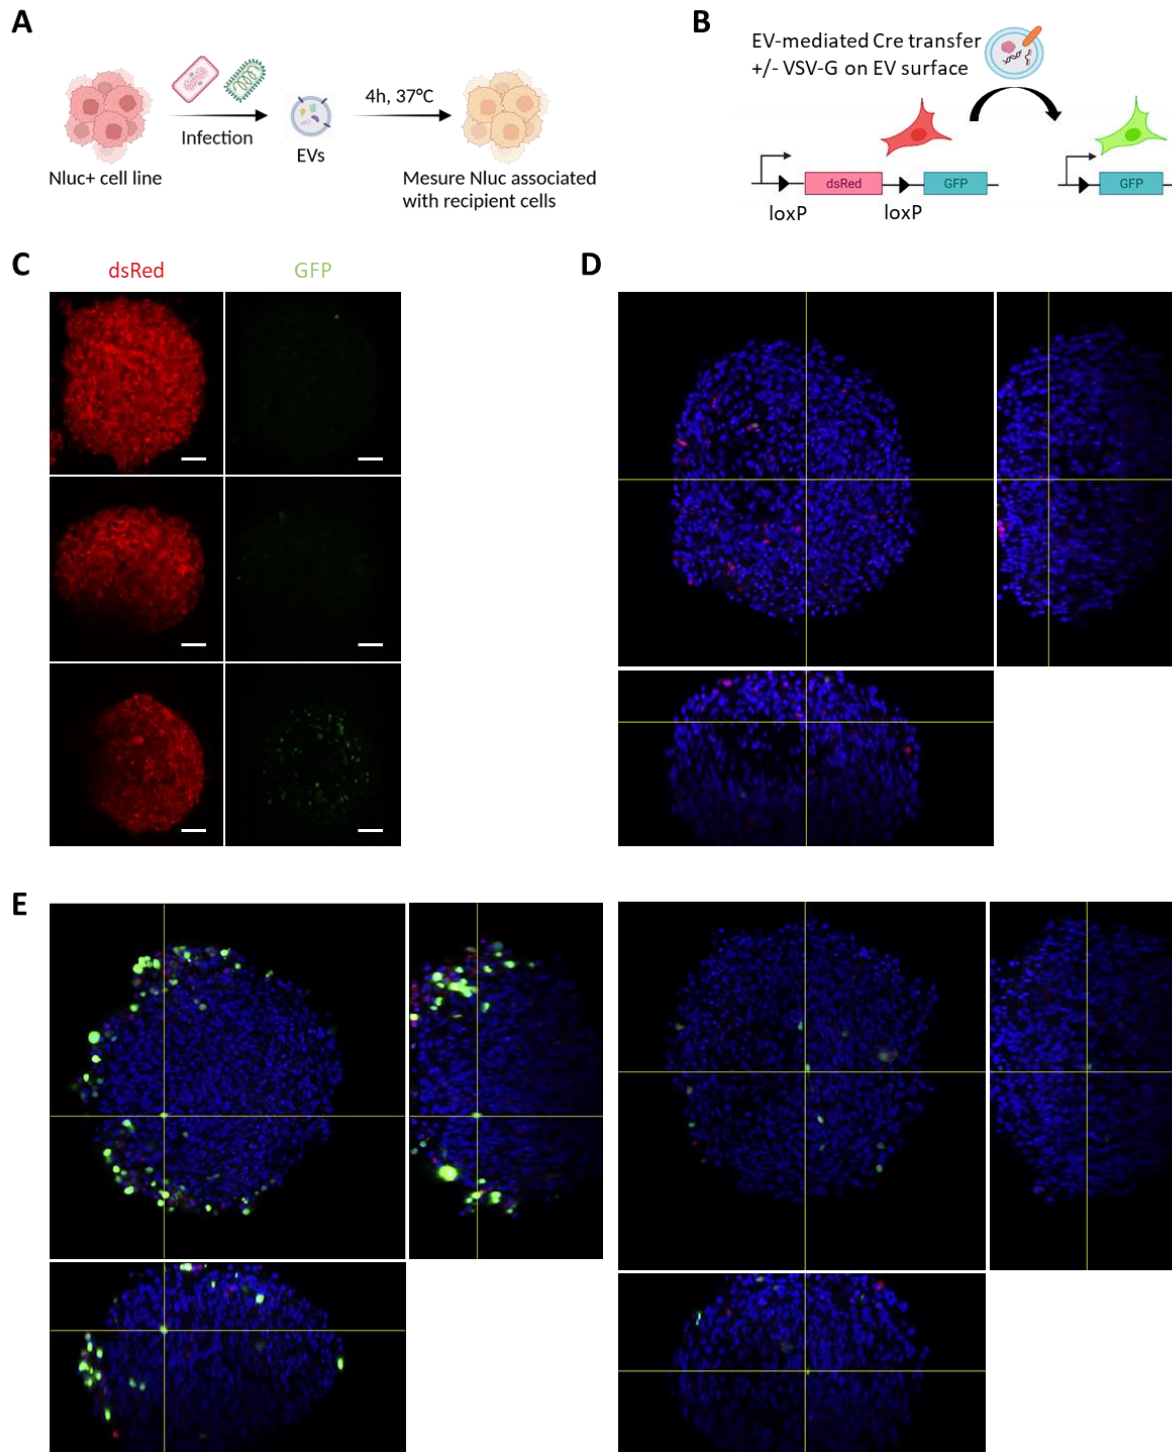 A
Nluc+ cell line
Infection
EVs
4h, 37°C
Mesure Nluc associated
with recipient cells
B
EV-mediated Cre transfer
+/- VSV-G on EV surface
dsRed
GFP
GFP
loxP
loxP
C
dsRed
GFP
D
E